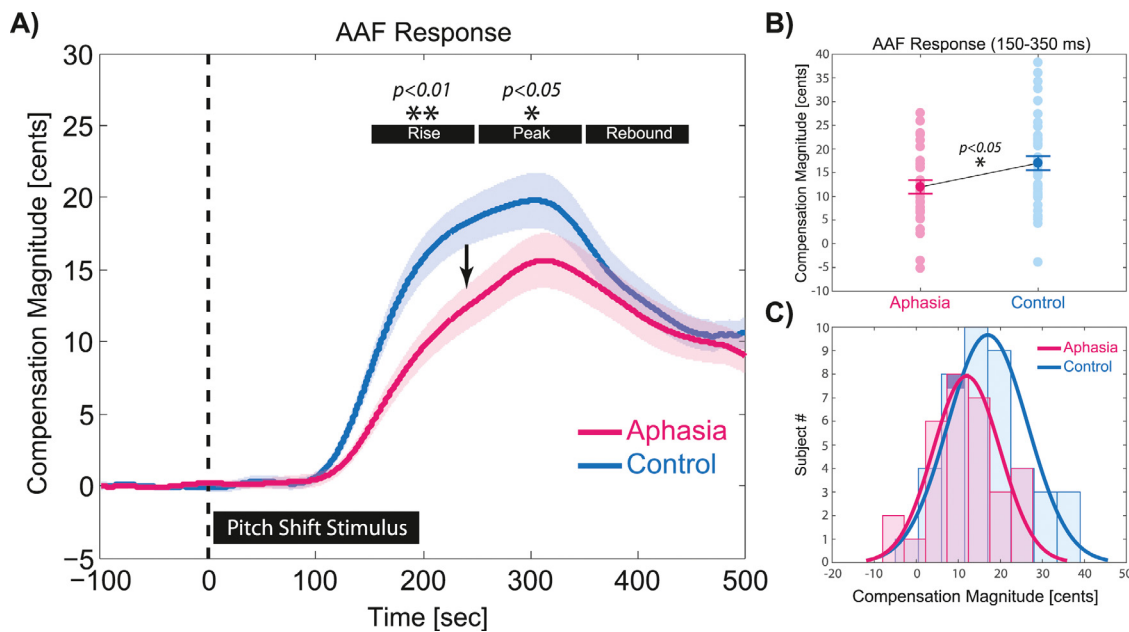 A)
AAF Response
Compensation Magnitude [cents]
30
25
20
15
10
5
0
−5
p<0.01
**
Rise
p<0.05
*
Peak
Rebound
Aphasia
Control
Pitch Shift Stimulus
−100
0
100
200
300
400
500
Time [sec]
B)
AAF Response (150-350 ms)
Compensation Magnitude [cents]
40
35
30
25
20
15
10
5
0
-5
-10
p<0.05
*
Aphasia
Control
C)
Subject #
10
9
8
7
6
5
4
3
2
1
0
Aphasia
Control
-20
-10
0
10
20
30
40
50
Compensation Magnitude [cents]